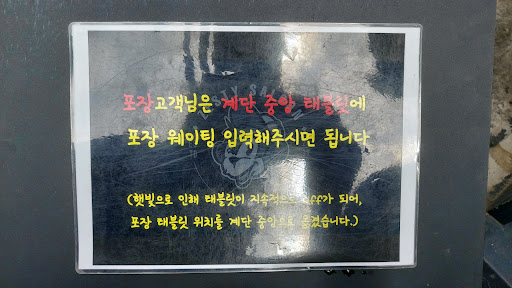 포장고객님은 계단 중앙 태블릿에
포장 웨이팅 입력해주시면 됩니다
(햇빛으로 인해 태블릿이 지속적으로 off가 되어,
포장 태블릿 위치를 계단 중앙으로 옮겼습니다.)